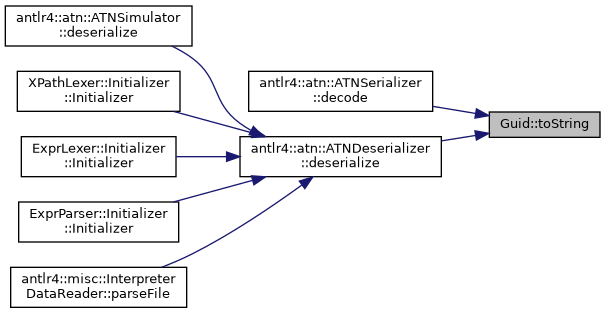 antlr4::atn::ATNSimulator
::deserialize
XPathLexer::Initializer
::Initializer
ExprLexer::Initializer
::Initializer
ExprParser::Initializer
::Initializer
antlr4::misc::Interpreter
DataReader::parseFile
antlr4::atn::ATNSerializer
::decode
antlr4::atn::ATNDeserializer
::deserialize
Guid::toString